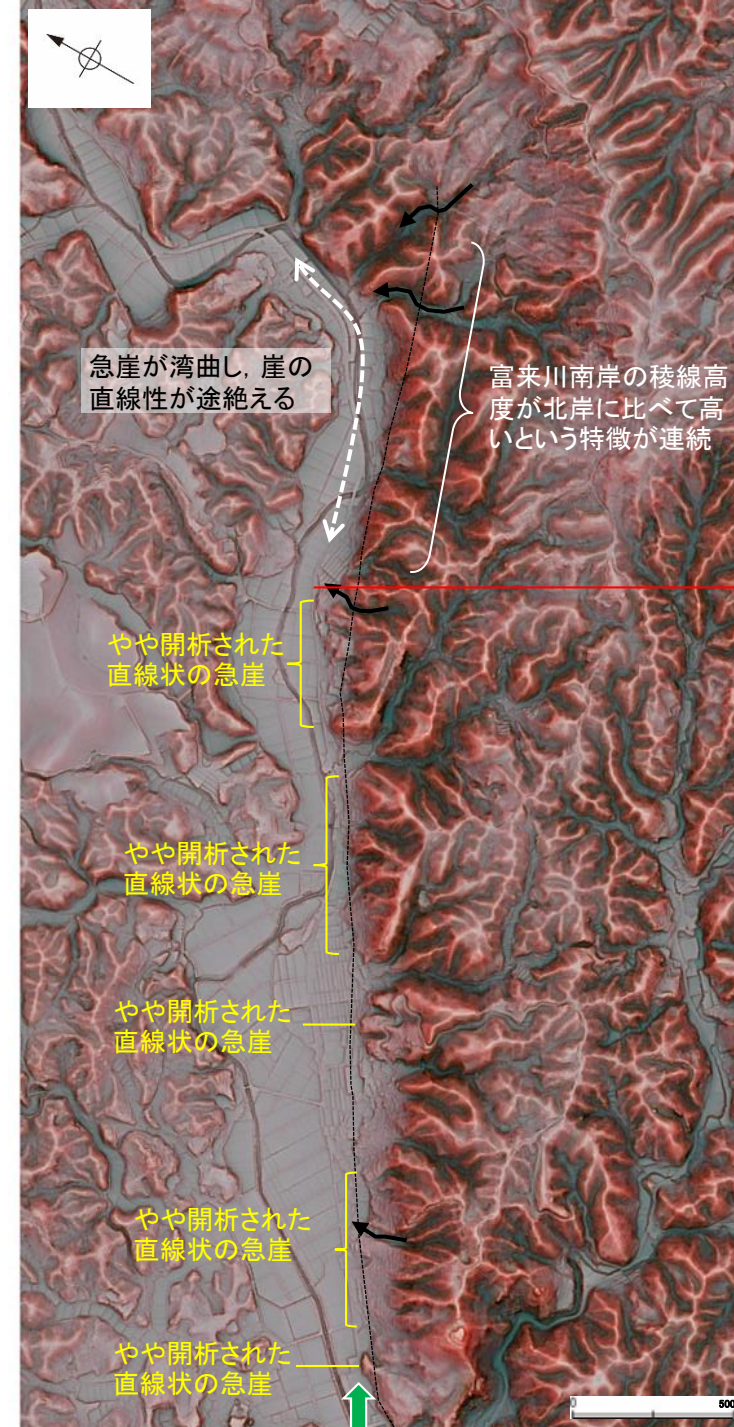 急崖が湾曲し，崖の
直線性が途絶える
富来川南岸の稜線高
度が北岸に比べて高
いという特徴が連続
やや開析された
直線状の急崖
やや開析された
直線状の急崖
やや開析された
直線状の急崖
やや開析された
直線状の急崖
やや開析された
直線状の急崖
0
500